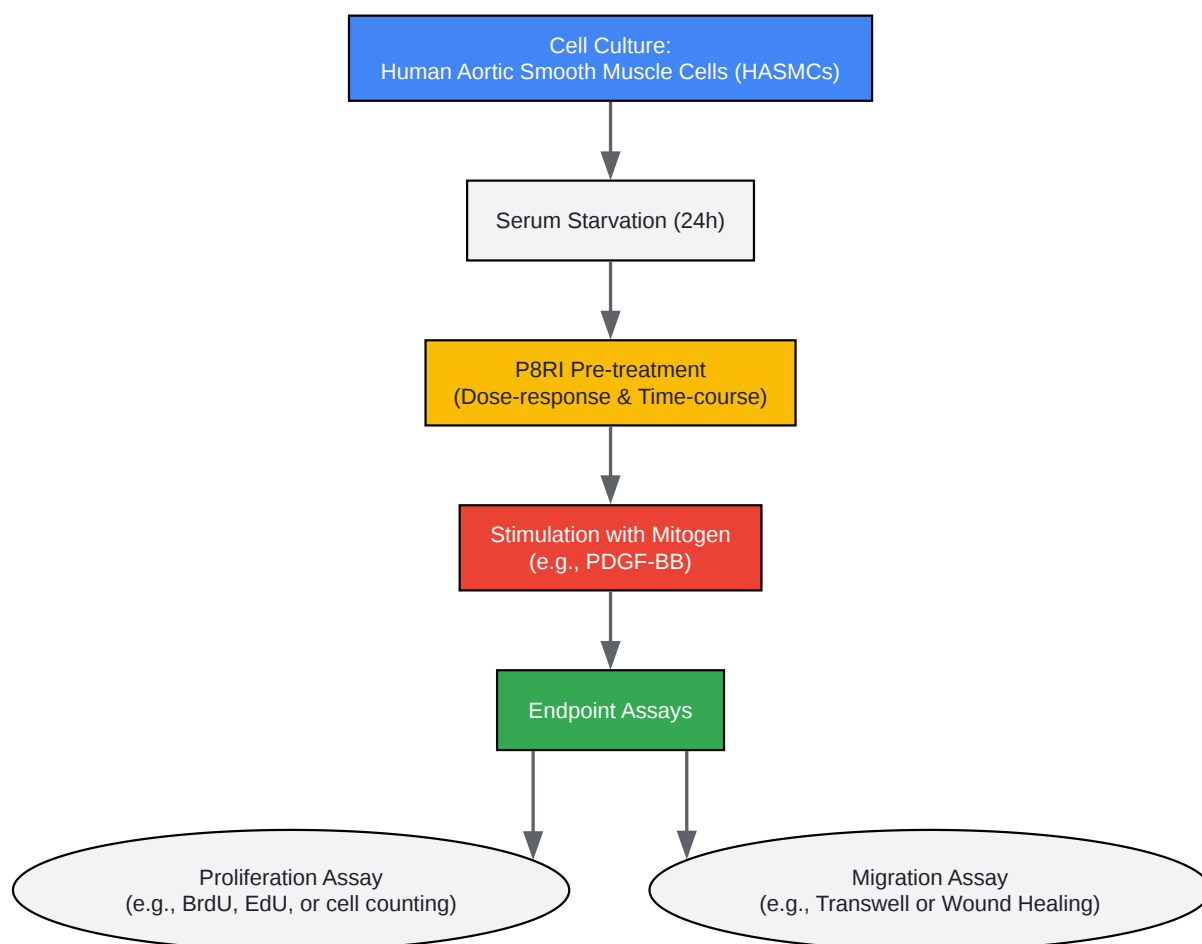 Cell Culture:
Human Aortic Smooth Muscle Cells (HASMCs)
Serum Starvation (24h)
P8RI Pre-treatment
(Dose-response & Time-course)
Stimulation with Mitogen
(e.g., PDGF-BB)
Endpoint Assays
Proliferation Assay
(e.g., BrdU, EdU, or cell counting)
Migration Assay
(e.g., Transwell or Wound Healing)